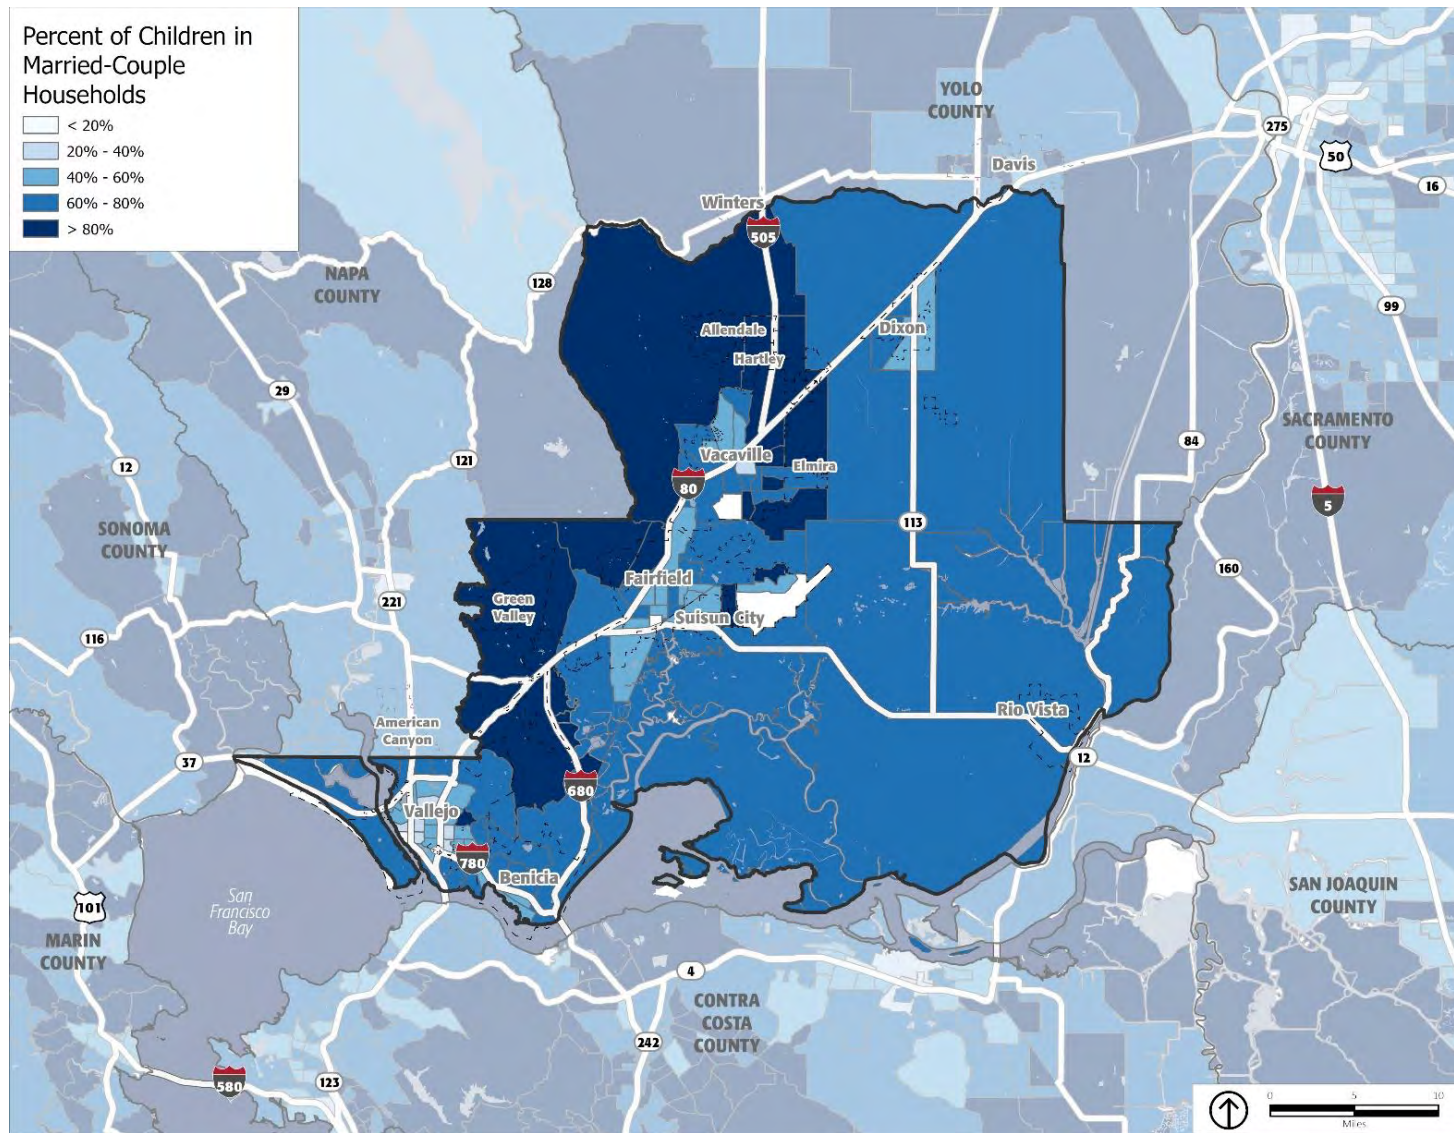 Percent of Children in
Married-Couple
Households
< 20%
20% - 40%
40% - 60%
60% - 80%
> 80%
YOLO
COUNTY
275
50
Davis
16
Winters
505
NAPA
COUNTY
128
99
Allendale
Dixon
Hartley
29
SACRAMENTO
COUNTY
84
12
121
Vacaville
Elmira
80
5
SONOMA
COUNTY
113
160
Fairfield
Green
Valley
221
Suisun City
116
Rio Vista
American
Canyon
37
12
680
Vallejo
780
Benicia
San
Francisco
Bay
101
SAN JOAQUIN
COUNTY
MARIN
COUNTY
4
CONTRA
COSTA
COUNTY
242
580
123
0 5 10
Miles